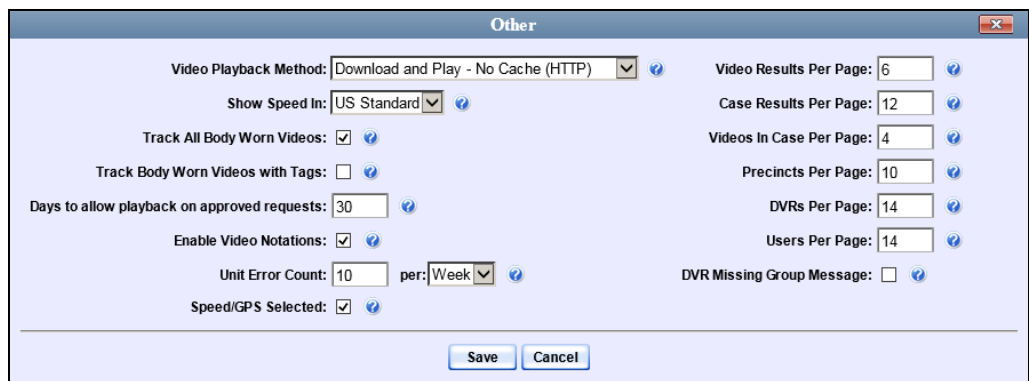 Other
Video Playback Method: Download and Play - No Cache (HTTP)
Show Speed In: US Standard
Track All Body Worn Videos:
Track Body Worn Videos with Tags:
Days to allow playback on approved requests: 30
Enable Video Notations:
Unit Error Count: 10 per: Week
Speed/GPS Selected:
Video Results Per Page: 6
Case Results Per Page: 12
Videos In Case Per Page: 4
Precincts Per Page: 10
DVRs Per Page: 14
Users Per Page: 14
DVR Missing Group Message:
Save Cancel